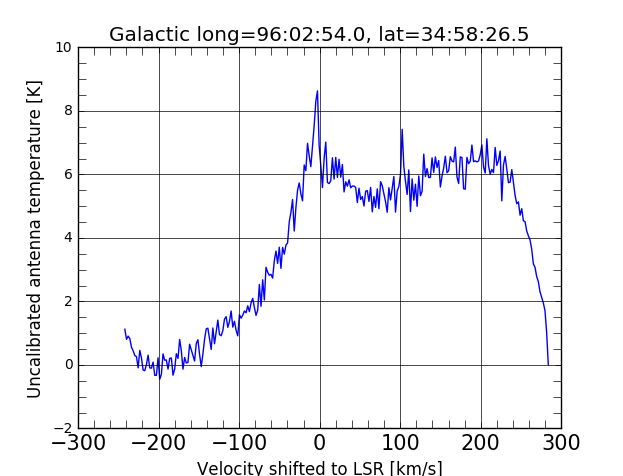 Galactic long=96:02:54.0, lat=34:58:26.5
10
8
6
4
2
0
−2
−300 −200 −100 0 100 200 300
Uncalibrated antenna temperature [K]
Velocity shifted to LSR [km/s]